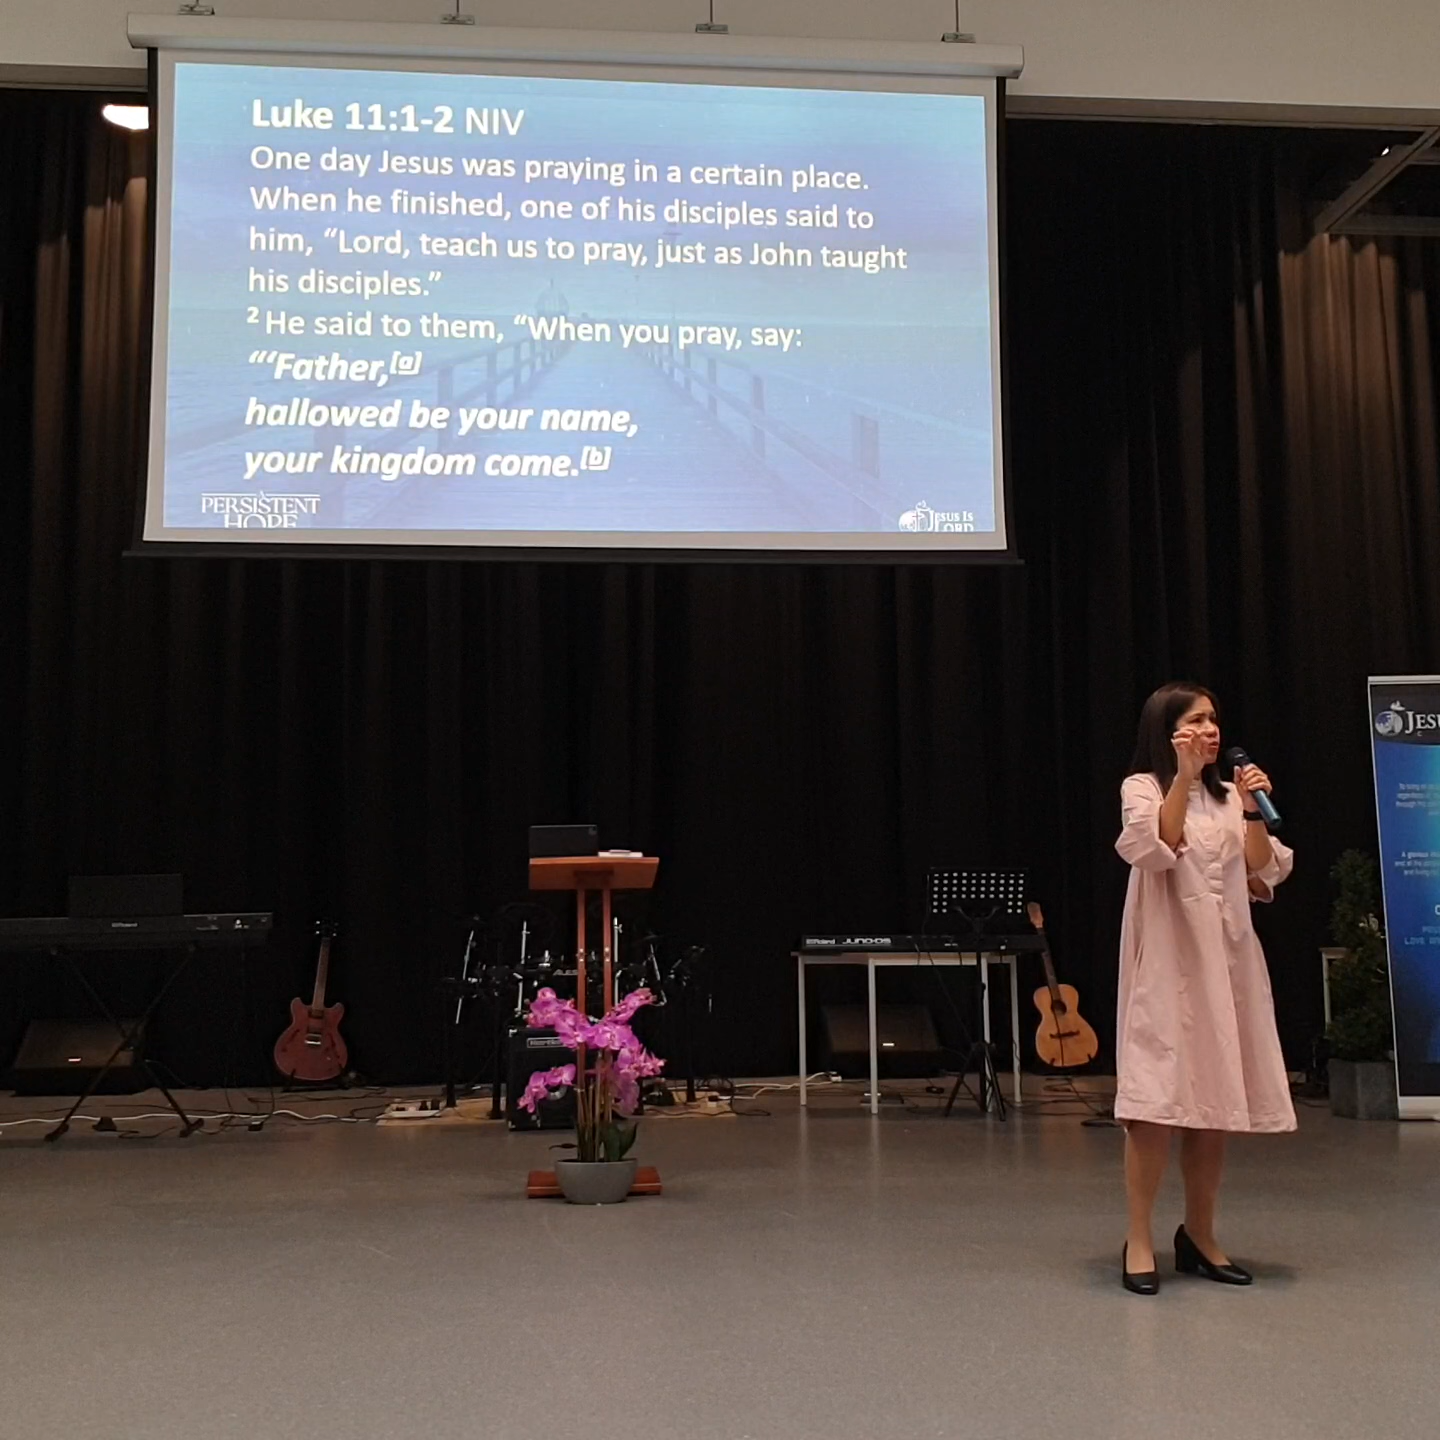 Luke 11:1-2 NIV
One day Jesus was praying in a certain place.
When he finished, one of his disciples said to
him, “Lord, teach us to pray, just as John taught
his disciples.”
2 He said to them, “When you pray, say:
“‘Father,[a]
hallowed be your name,
your kingdom come.[b]
PERSISTENT
HOPE
JESUS IS
LORD
Roland
Roland JUNO-DS